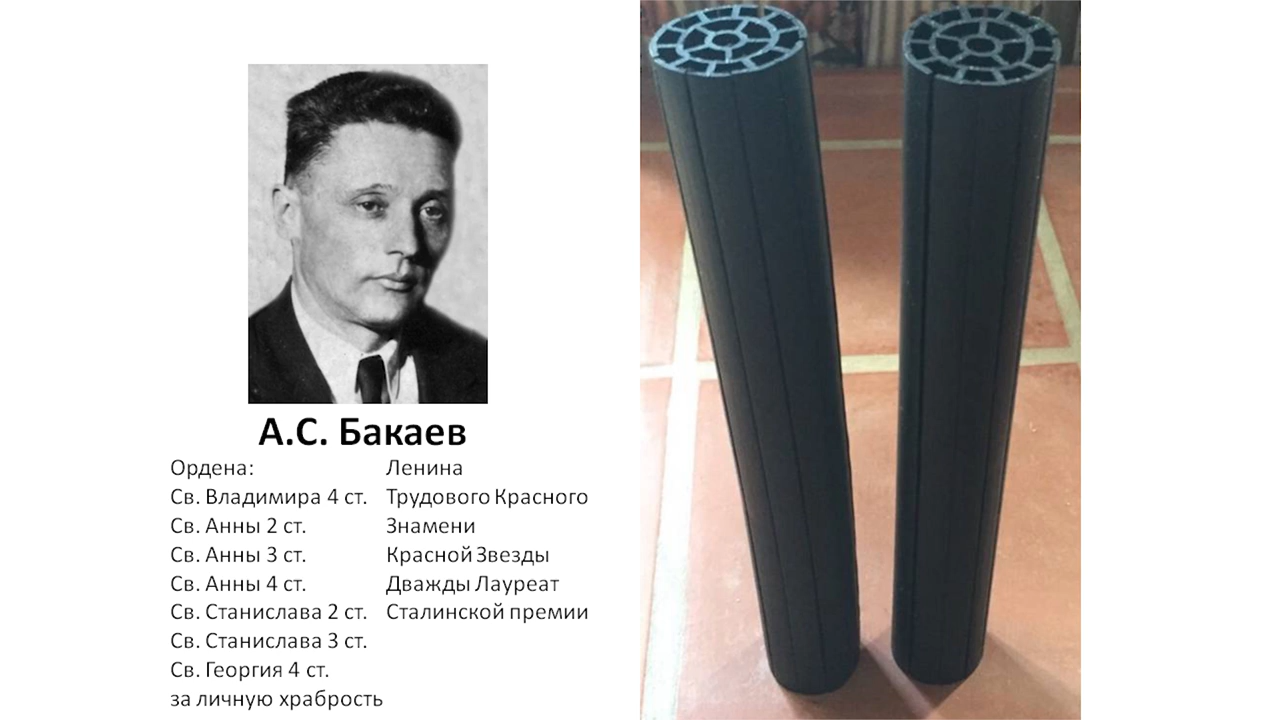 А.С. Бакаев
Ордена:
Св. Владимира 4 ст.
Св. Анны 2 ст.
Св. Анны 3 ст.
Св. Анны 4 ст.
Св. Станислава 2 ст.
Св. Станислава 3 ст.
Св. Георгия 4 ст.
за личную храбрость
Ленина
Трудового Красного
Знамени
Красной Звезды
Дважды Лауреат
Сталинской премии